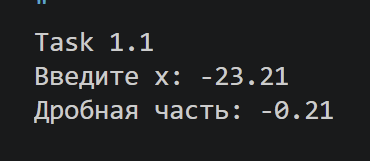 "
Task 1.1
Введите x: -23.21
Дробная часть: -0.21